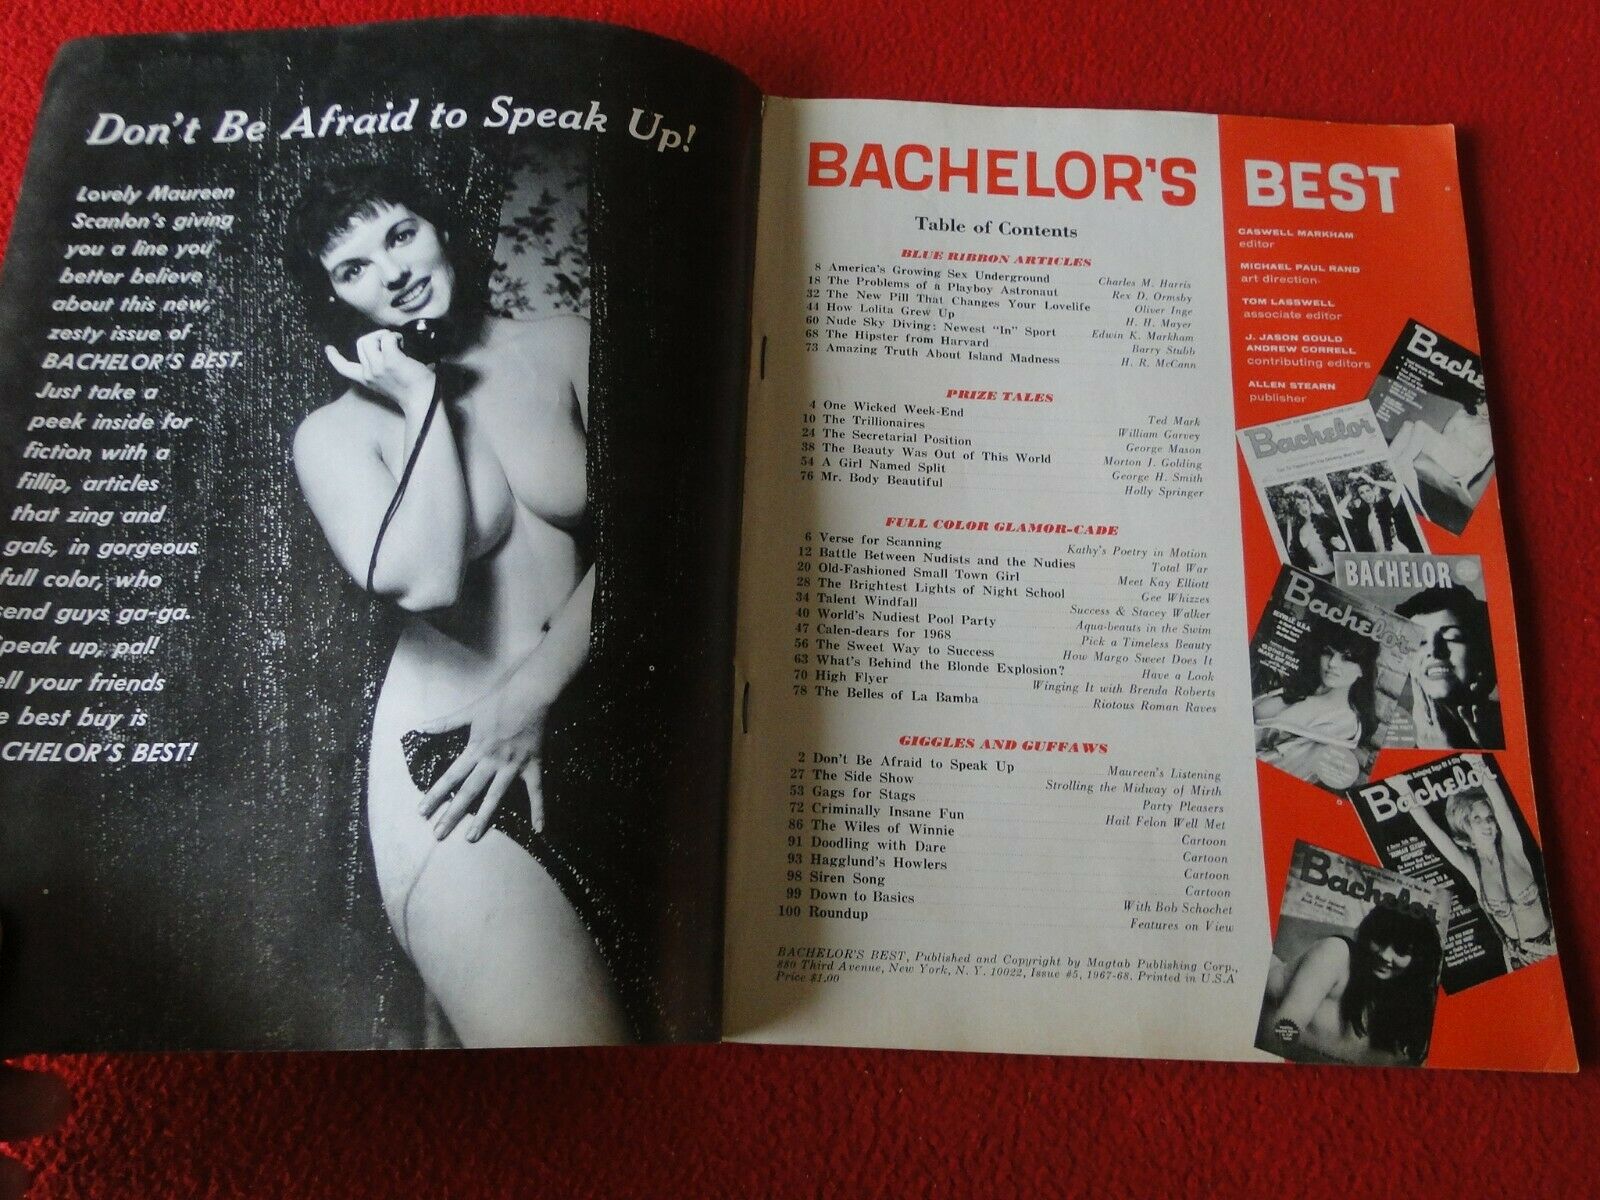 Don't Be Afraid to Speak Up!
Lovely Maureen
Scanlon's giving
you a line you
better believe
about this new,
zesty issue of
BACHELOR'S BEST.
Just take a
peek inside for
fiction with a
fillip, articles
that zing and
gals, in gorgeous
full color, who
send guys ga-ga.
Speak up, pal!
ell your friends
e best buy is
CHELOR'S BEST!
BACHELOR'S BEST
Table of Contents
BLUE RIBBON ARTICLES
8 America's Growing Sex Underground Charles M. Harris
18 The Problems of a Playboy Astronaut Rex D. Ormsby
32 The New Pill That Changes Your Lovelife Oliver Inge
44 How Lolita Grew Up H. H. Mayer
60 Nude Sky Diving: Newest "In" Sport Edwin K. Markham
68 The Hipster from Harvard Barry Stubb
73 Amazing Truth About Island Madness H. R. McCann
PRIZE TALES
4 One Wicked Week-End Ted Mark
10 The Trillionaires William Garvey
24 The Secretarial Position George Mason
38 The Beauty Was Out of This World Morton J. Golding
54 A Girl Named Split George H. Smith
76 Mr. Body Beautiful Holly Springer
FULL COLOR GLAMOR-CADE
6 Verse for Scanning Kathy's Poetry in Motion
12 Battle Between Nudists and the Nudies Total War
20 Old-Fashioned Small Town Girl Meet Kay Elliott
28 The Brightest Lights of Night School Gee Whizzes
34 Talent Windfall Success & Stacey Walker
40 World's Nudiest Pool Party Aqua-beauts in the Swim
47 Calen-dears for 1968 Pick a Timeless Beauty
56 The Sweet Way to Success How Margo Sweet Does It
63 What's Behind the Blonde Explosion? Have a Look
70 High Flyer Winging It with Brenda Roberts
78 The Belles of La Bamba Riotous Roman Raves
GIGGLES AND GUFFAWS
2 Don't Be Afraid to Speak Up Maureen's Listening
27 The Side Show Strolling the Midway of Mirth
53 Gags for Stags Party Pleasers
72 Criminally Insane Fun Hail Felon Well Met
86 The Wiles of Winnie Cartoon
91 Doodling with Dare Cartoon
93 Hagglund's Howlers Cartoon
98 Siren Song Cartoon
99 Down to Basics With Bob Schochet
100 Roundup Features on View
BACHELOR'S BEST, Published and Copyright by Magtab Publishing Corp.,
880 Third Avenue, New York, N. Y. 10022, Issue #5, 1967-68. Printed in U.S.A
Price $1.00
CASWELL MARKHAM
editor
MICHAEL PAUL RAND
art direction
TOM LASSWELL
associate editor
J. JASON GOULD
ANDREW CORRELL
contributing editors
ALLEN STEARN
publisher
Bache
Bachelor
BACHELOR
Bachelor
Bachelor
Bachelor